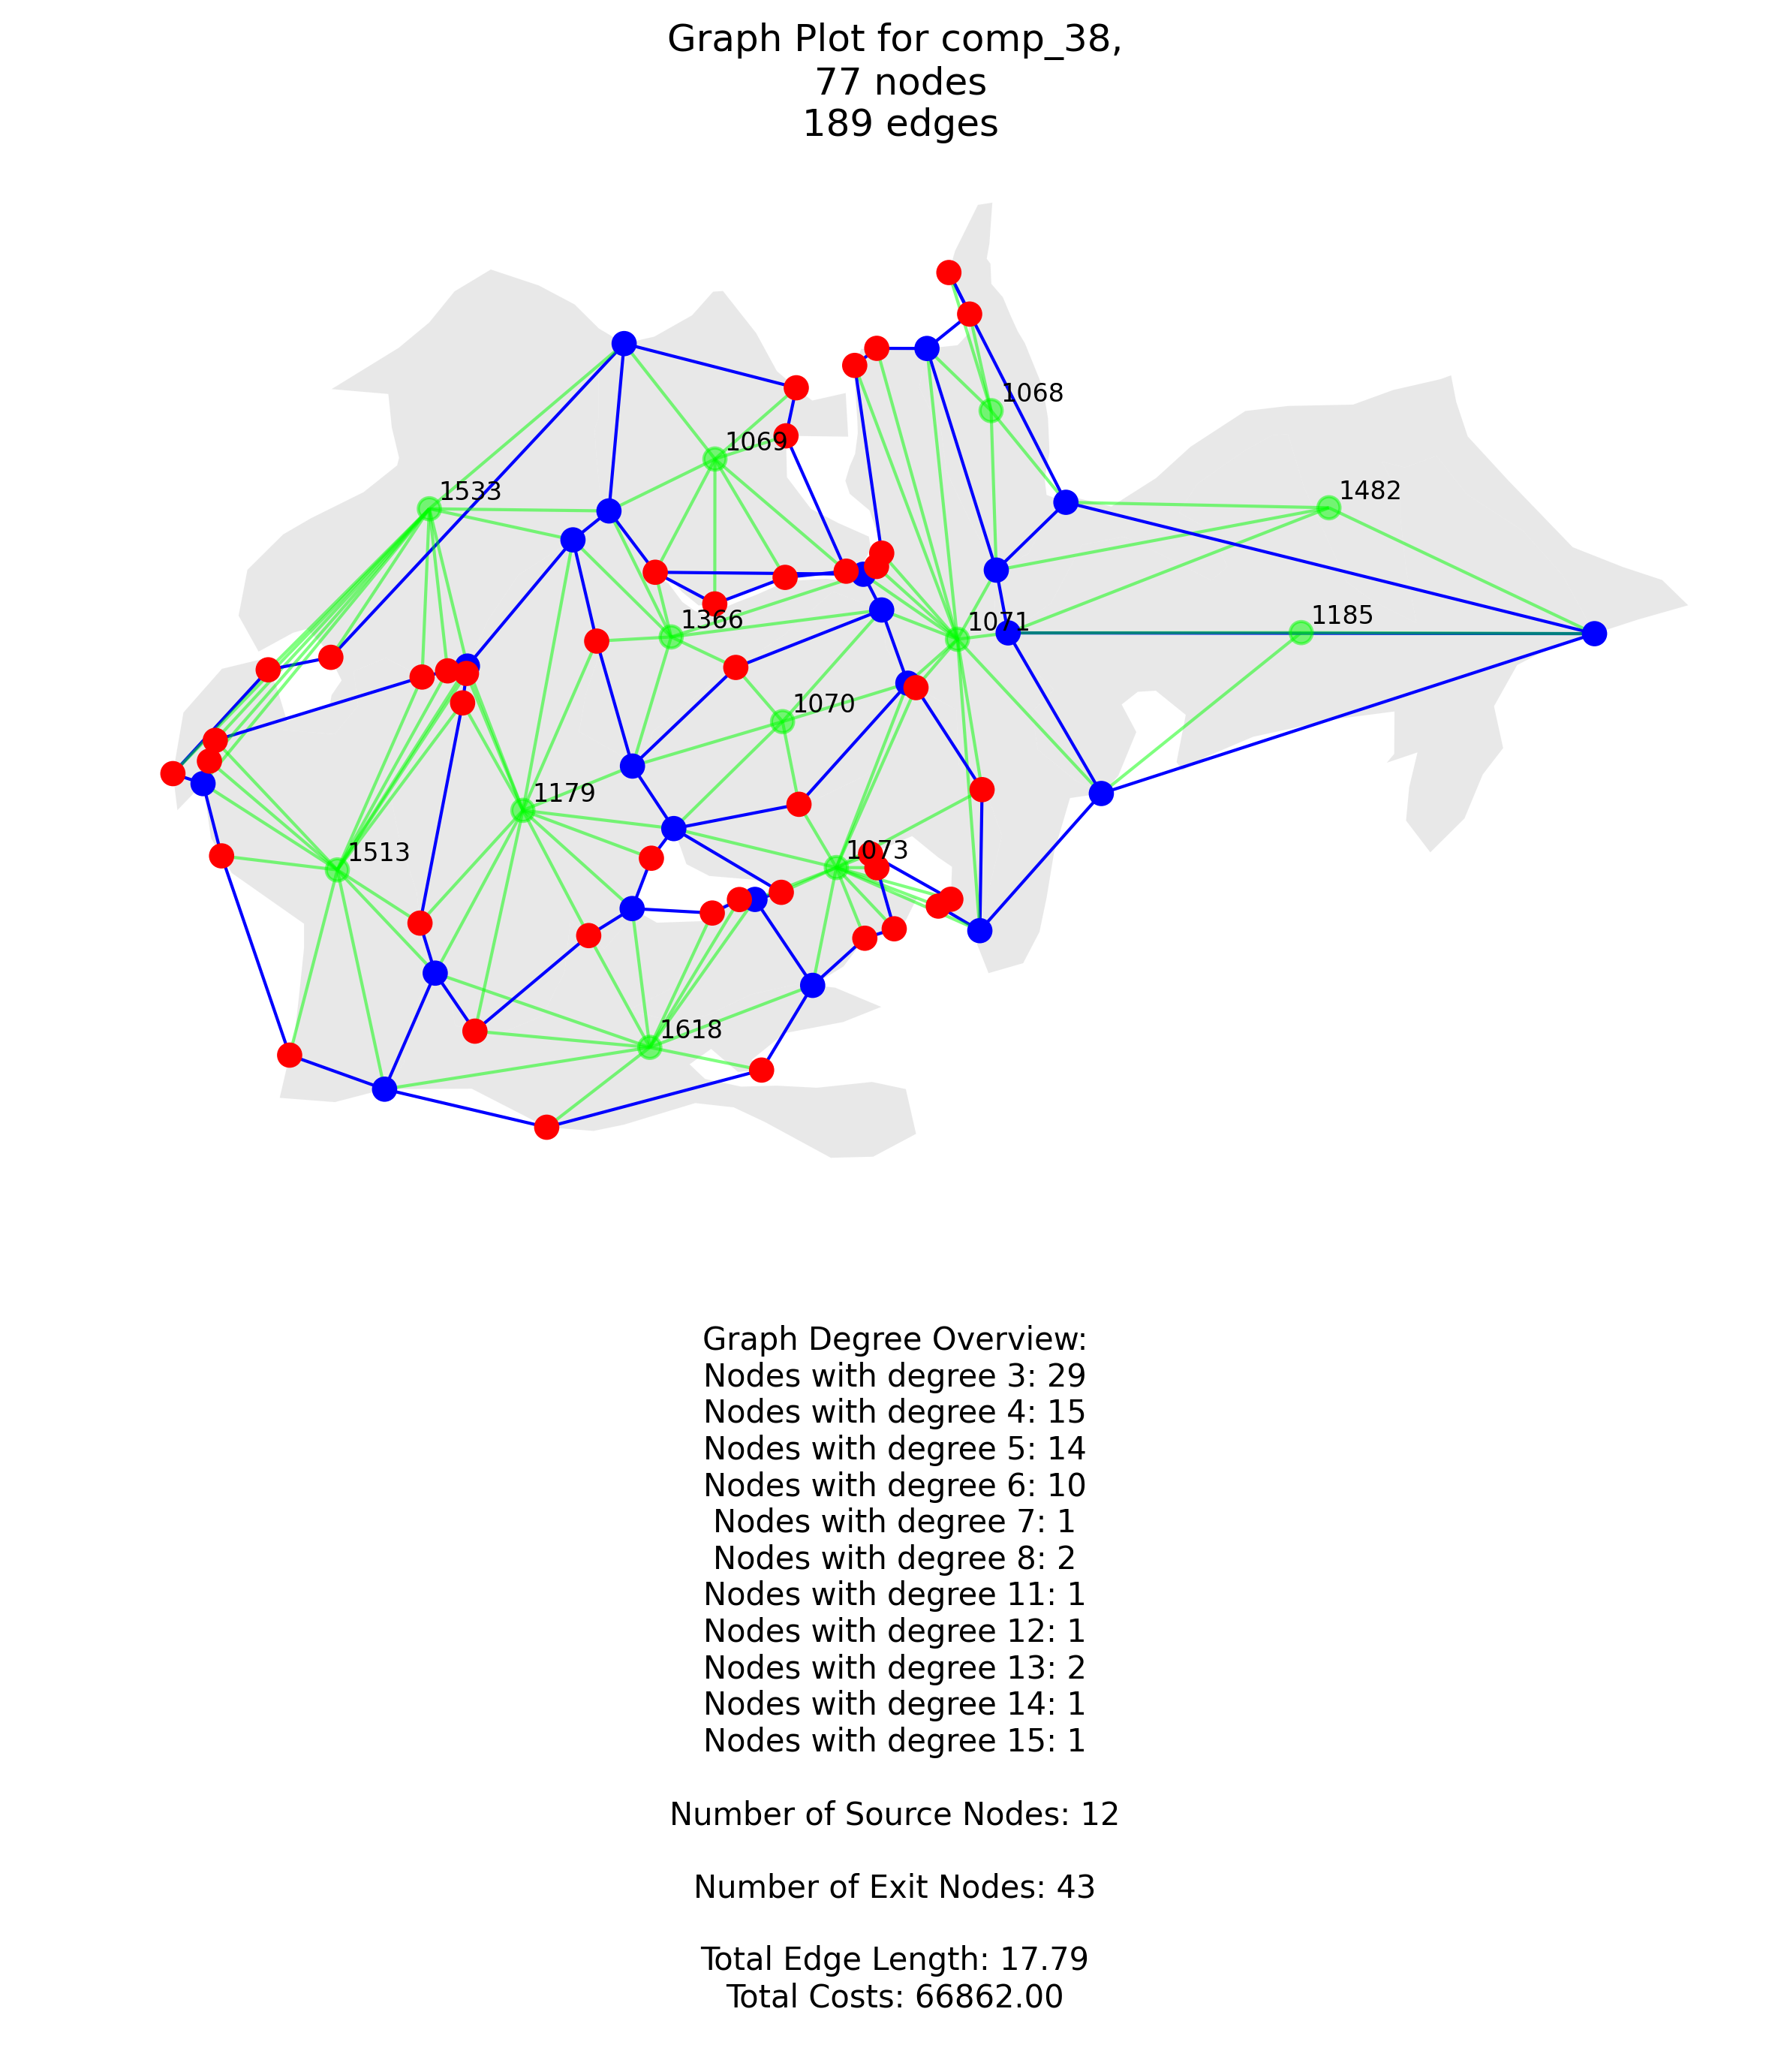 Graph Plot for comp_38,
77 nodes
189 edges
1068
1069
1533
1482
1185
1366
1071
1070
1179
1513
1073
1618
Graph Degree Overview:
Nodes with degree 3: 29
Nodes with degree 4: 15
Nodes with degree 5: 14
Nodes with degree 6: 10
Nodes with degree 7: 1
Nodes with degree 8: 2
Nodes with degree 11: 1
Nodes with degree 12: 1
Nodes with degree 13: 2
Nodes with degree 14: 1
Nodes with degree 15: 1
Number of Source Nodes: 12
Number of Exit Nodes: 43
Total Edge Length: 17.79
Total Costs: 66862.00